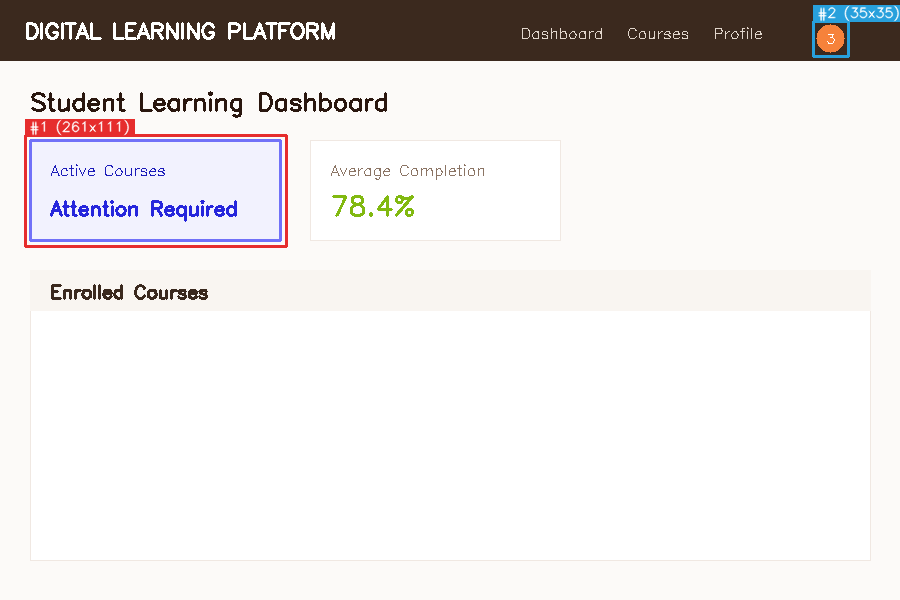 DIGITAL LEARNING PLATFORM
Dashboard Courses Profile
#2 (35x35)
3
Student Learning Dashboard
#1 (261x111)
Active Courses
Attention Required
Average Completion
78.4%
Enrolled Courses